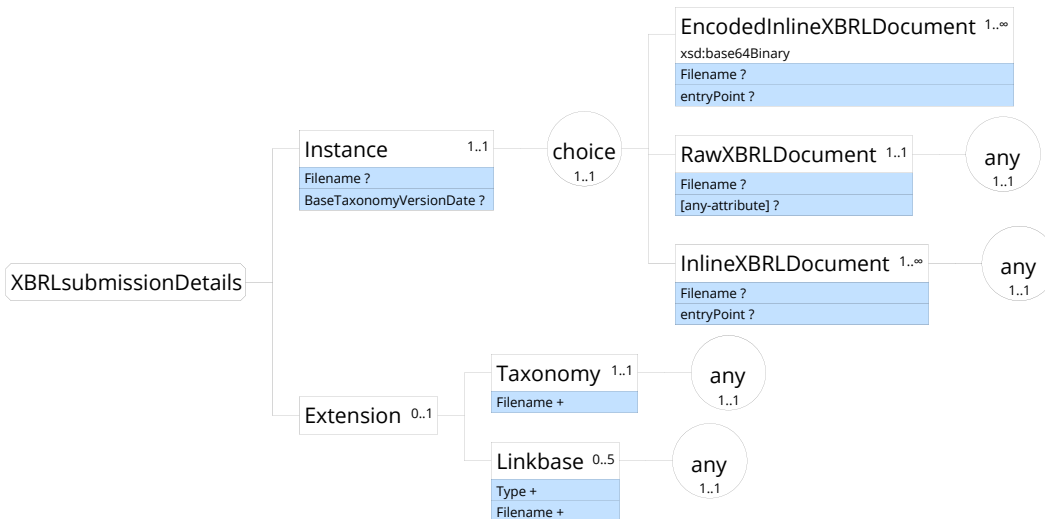 XBRLsubmissionDetails
Instance 1..1
Filename ?
BaseTaxonomyVersionDate ?
choice
1..1
EncodedInlineXBRLDocument 1..∞
xsd:base64Binary
Filename ?
entryPoint ?
RawXBRLDocument 1..1
Filename ?
[any-attribute] ?
any
1..1
InlineXBRLDocument 1..∞
Filename ?
entryPoint ?
any
1..1
Extension 0..1
Taxonomy 1..1
Filename +
any
1..1
Linkbase 0..5
Type +
Filename +
any
1..1